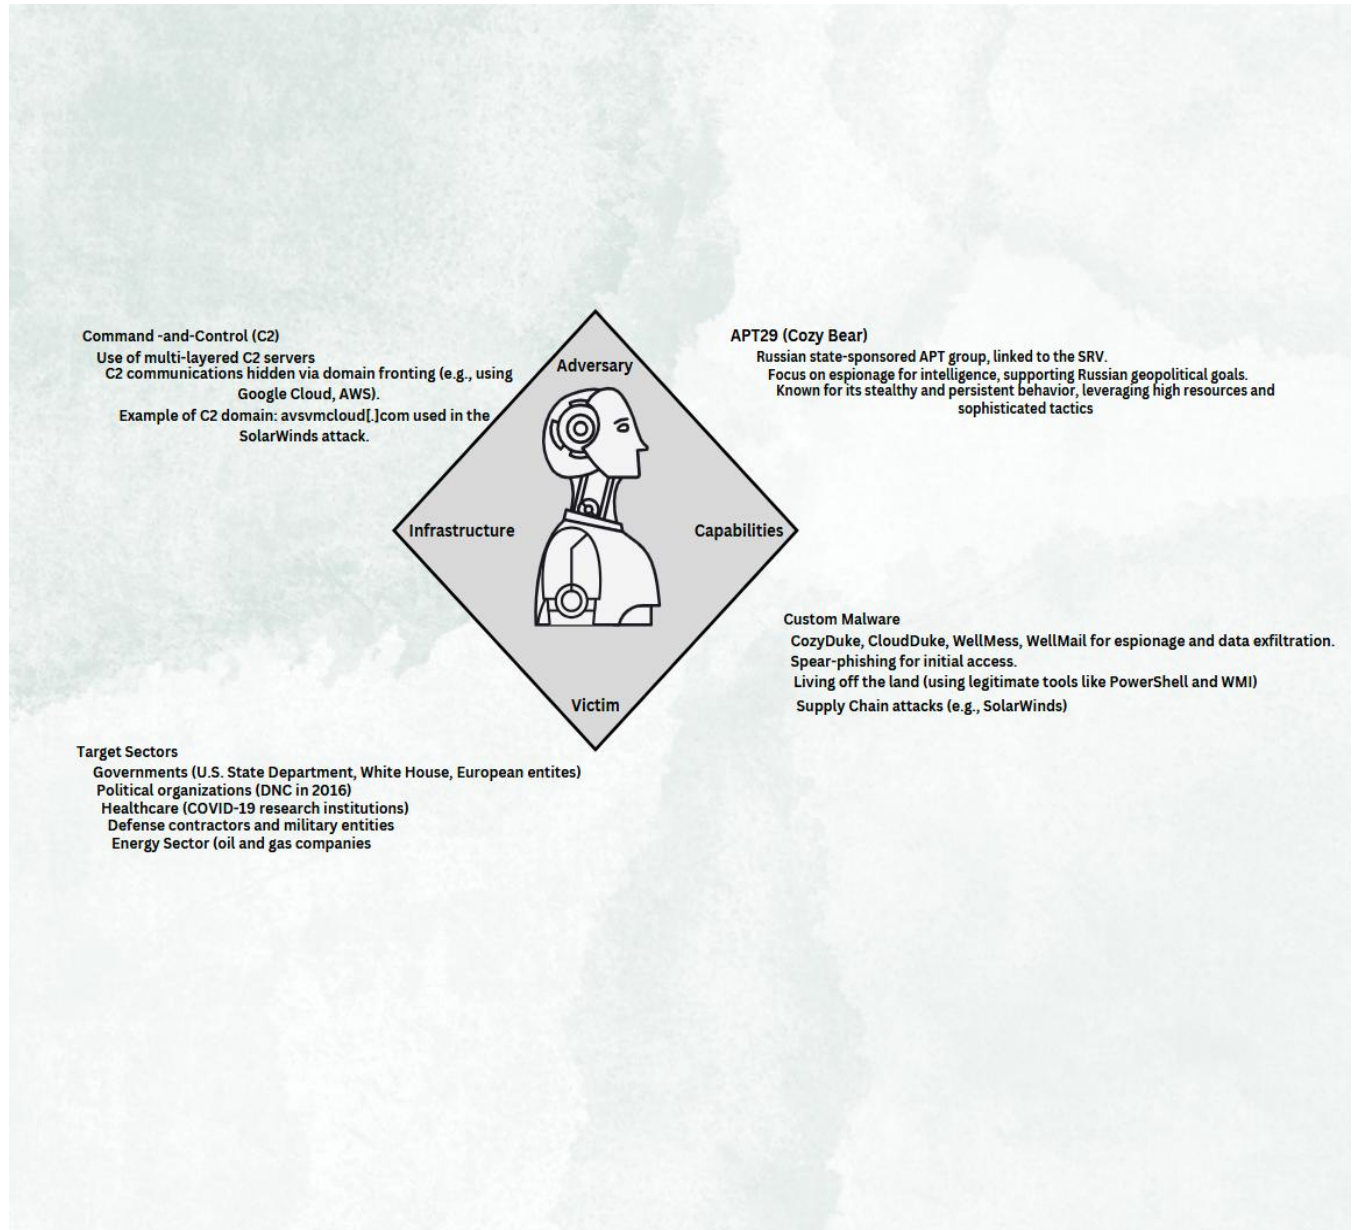 Command -and-Control (C2)
Use of multi-layered C2 servers
C2 communications hidden via domain fronting (e.g., using
Google Cloud, AWS).
Example of C2 domain: avsvmcloud[.]com used in the
SolarWinds attack.
APT29 (Cozy Bear)
Russian state-sponsored APT group, linked to the SRV.
Focus on espionage for intelligence, supporting Russian geopolitical goals.
Known for its stealthy and persistent behavior, leveraging high resources and
sophisticated tactics
Adversary
Infrastructure
Capabilities
Victim
Custom Malware
CozyDuke, CloudDuke, WellMess, WellMail for espionage and data exfiltration.
Spear-phishing for initial access.
Living off the land (using legitimate tools like PowerShell and WMI)
Supply Chain attacks (e.g., SolarWinds)
Target Sectors
Governments (U.S. State Department, White House, European entites)
Political organizations (DNC in 2016)
Healthcare (COVID-19 research institutions)
Defense contractors and military entities
Energy Sector (oil and gas companies